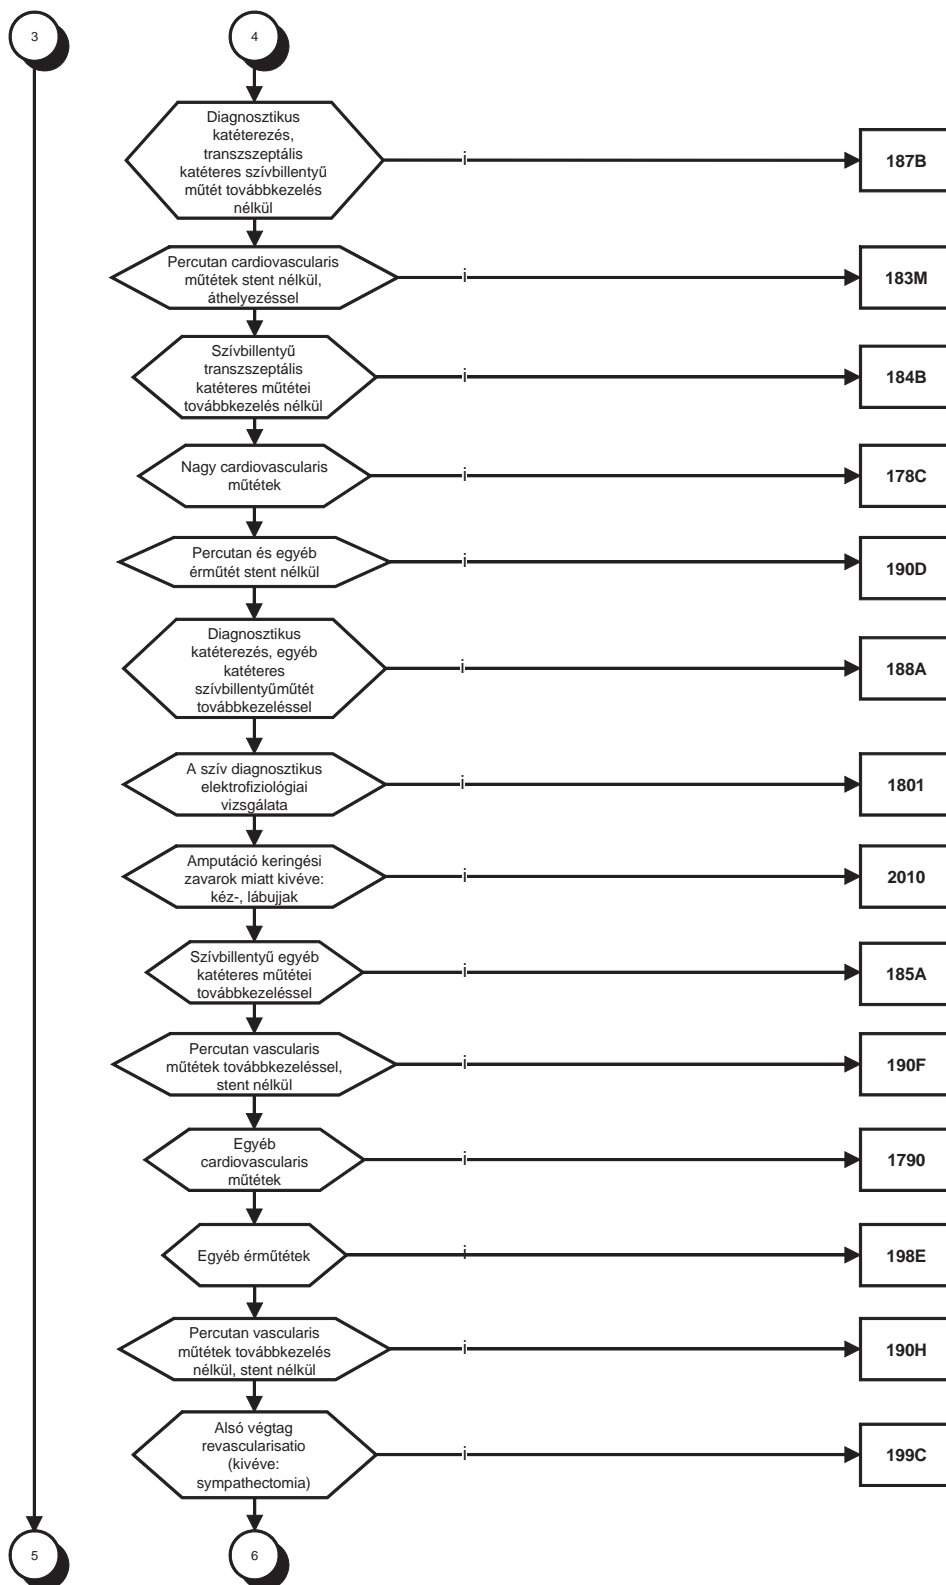 3
4
Diagnosztikus
katéterezés,
transzszeptális
katéteres szívbillentyű
műtét továbbkezelés
nélkül
i
187B
Percutan cardiovascularis
műtétek stent nélkül,
áthelyezéssel
i
183M
Szívbillentyű
transzszeptális
katéteres műtétei
továbbkezelés nélkül
i
184B
Nagy cardiovascularis
műtétek
i
178C
Percutan és egyéb
érműtét stent nélkül
i
190D
Diagnosztikus
katéterezés, egyéb
katéteres
szívbillentyűműtét
továbbkezeléssel
i
188A
A szív diagnosztikus
elektrofiziológiai
vizsgálata
i
1801
Amputáció keringési
zavarok miatt kivéve:
kéz-, lábujjak
i
2010
Szívbillentyű egyéb
katéteres műtétei
továbbkezeléssel
i
185A
Percutan vascularis
műtétek továbbkezeléssel,
stent nélkül
i
190F
Egyéb
cardiovascularis
műtétek
i
1790
Egyéb érműtétek
i
198E
Percutan vascularis
műtétek továbbkezelés
nélkül, stent nélkül
i
190H
Alsó végtag
revascularisatio
(kivéve:
sympathectomia)
i
199C
5
6